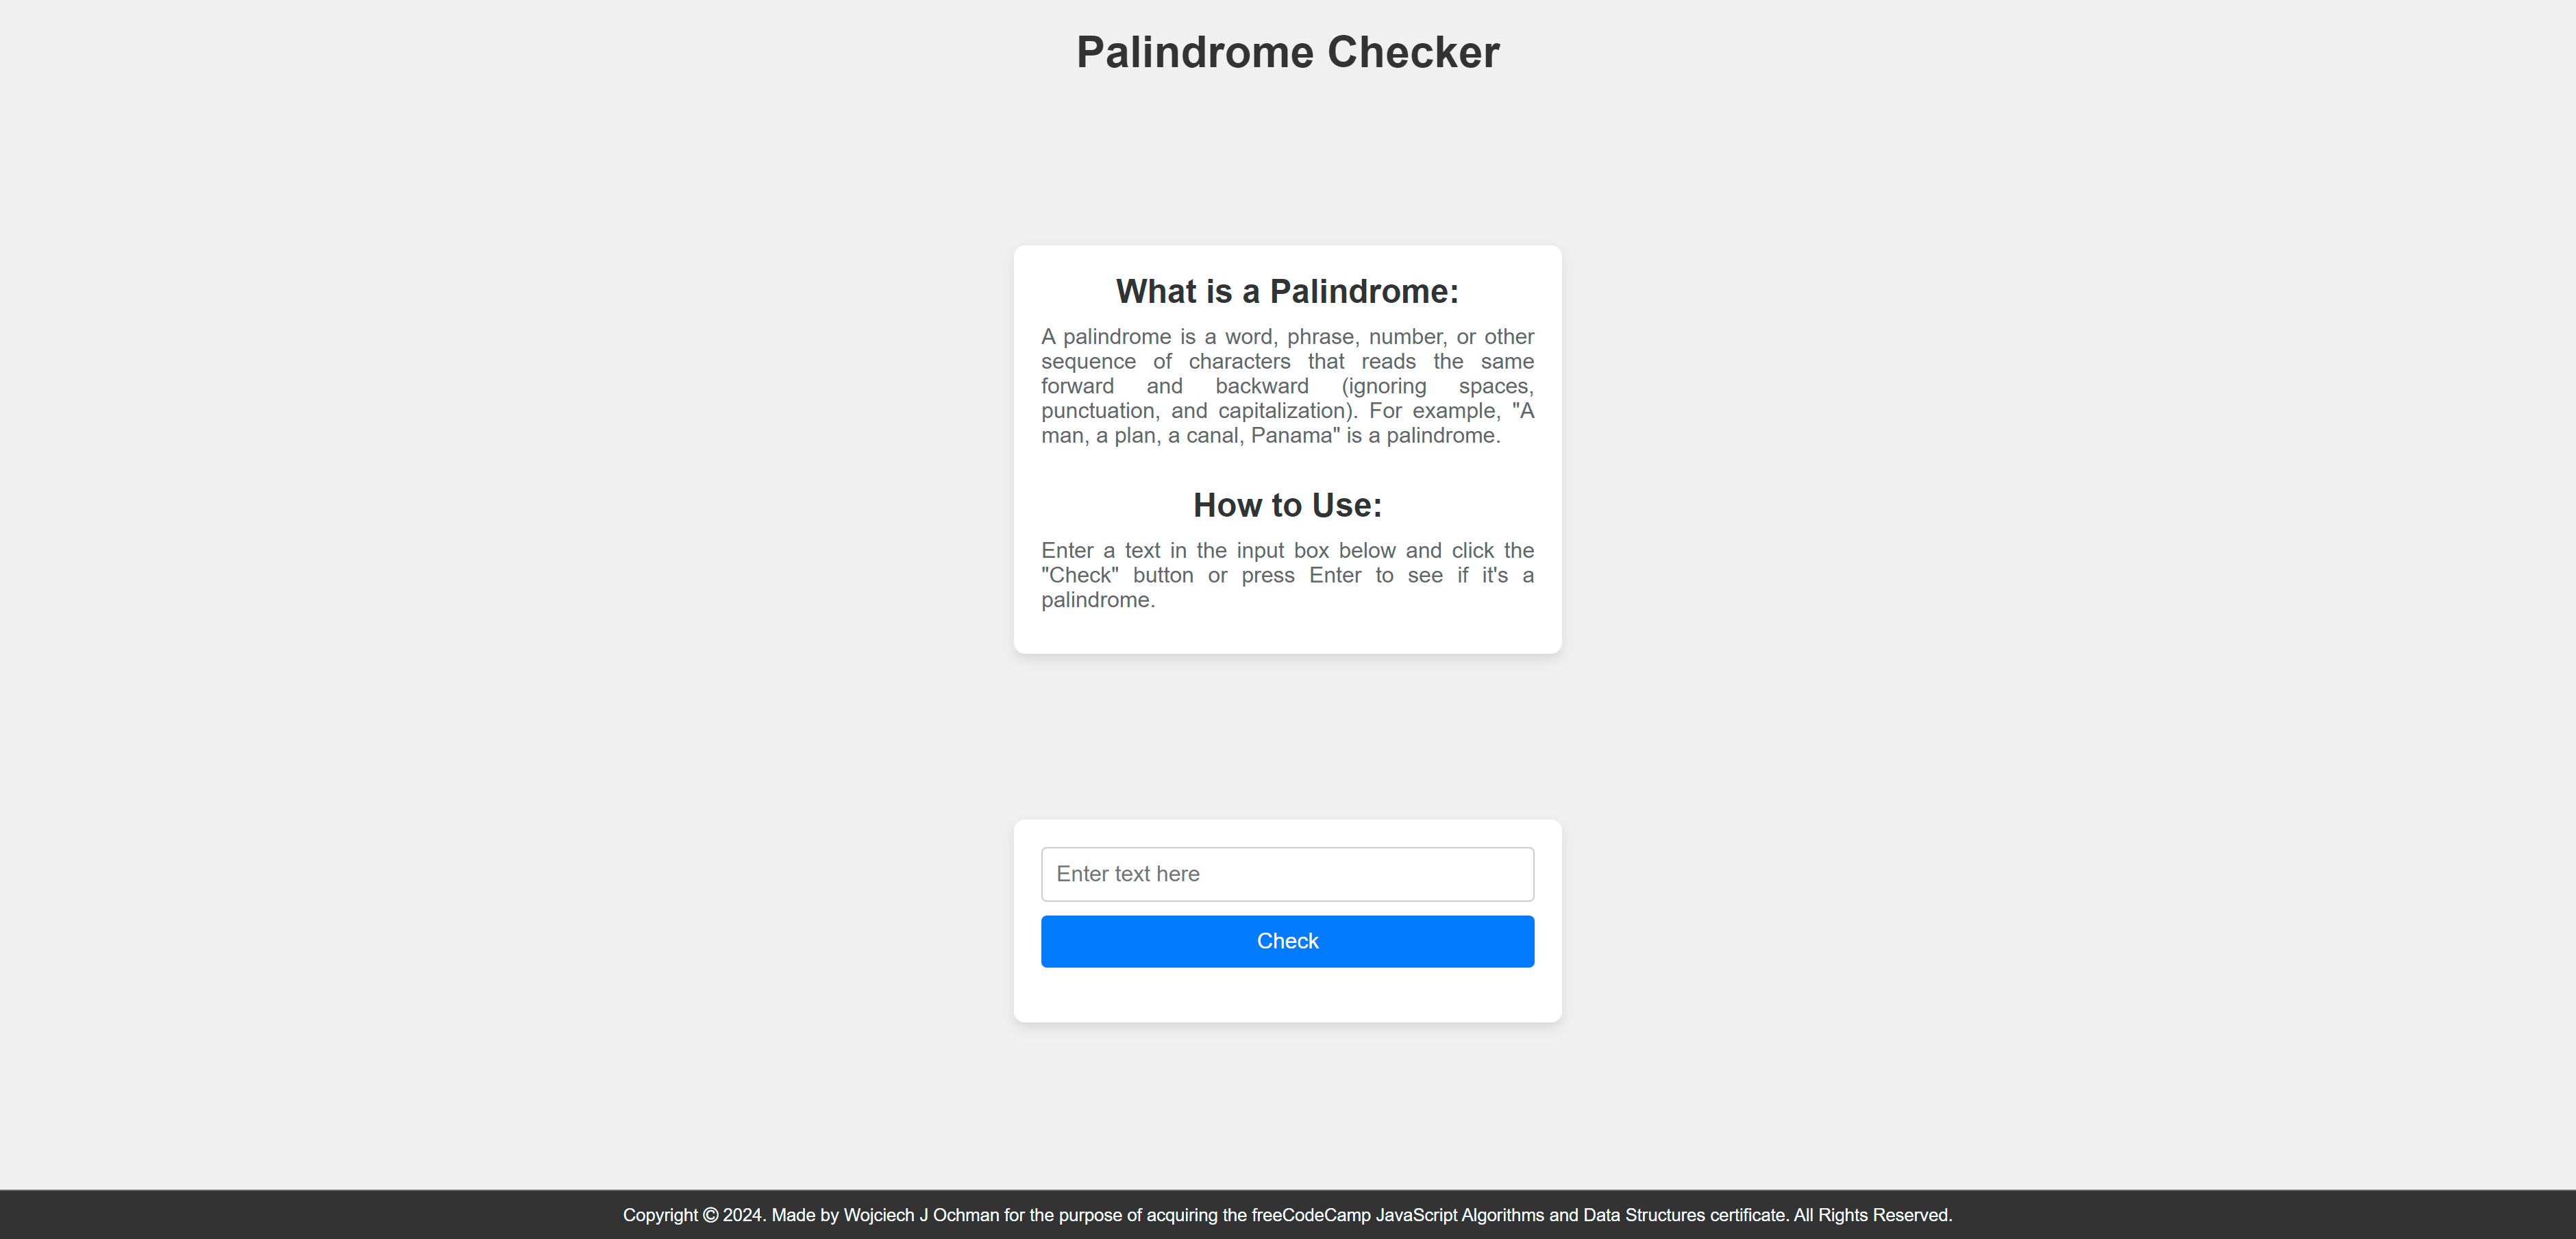 Palindrome Checker
What is a Palindrome:
A palindrome is a word, phrase, number, or other
sequence of characters that reads the same
forward and backward (ignoring spaces,
punctuation, and capitalization). For example, "A
man, a plan, a canal, Panama" is a palindrome.
How to Use:
Enter a text in the input box below and click the
"Check" button or press Enter to see if it's a
palindrome.
Enter text here
Check
Copyright © 2024. Made by Wojciech J Ochman for the purpose of acquiring the freeCodeCamp JavaScript Algorithms and Data Structures certificate. All Rights Reserved.